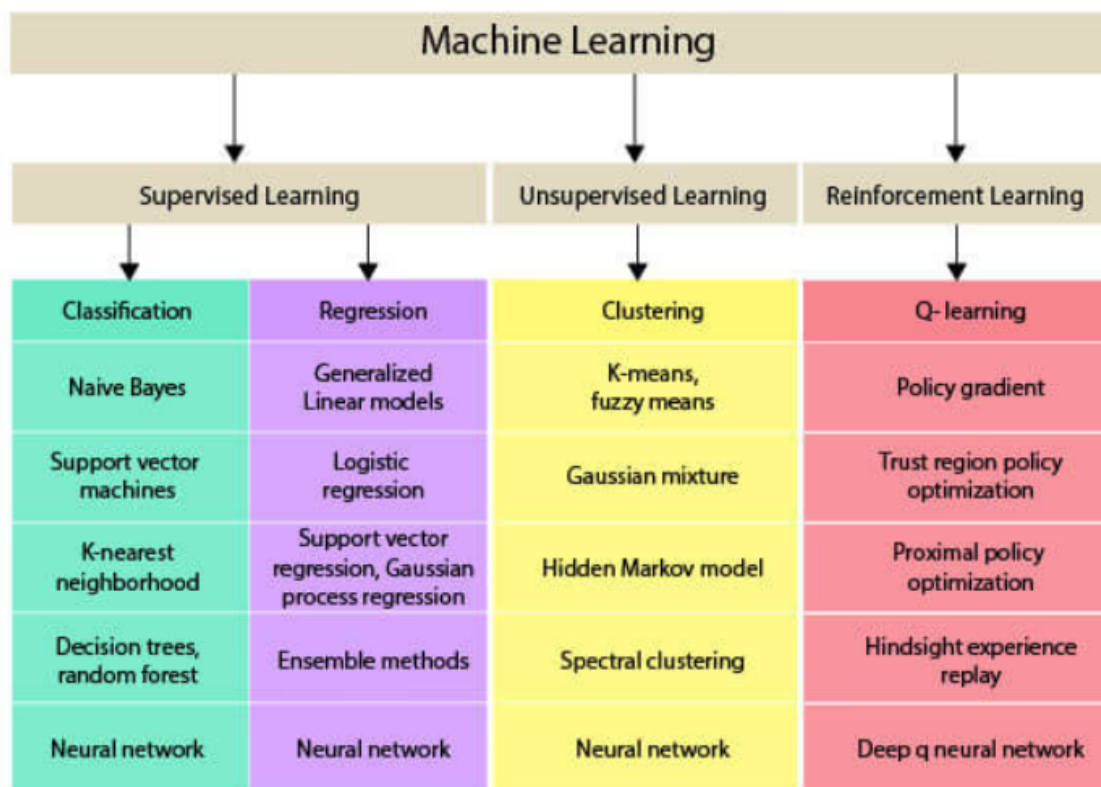 Machine Learning
Supervised Learning
Unsupervised Learning
Reinforcement Learning
Classification
Regression
Clustering
Q- learning
Naive Bayes
Generalized
Linear models
K-means,
fuzzy means
Policy gradient
Support vector
machines
Logistic
regression
Gaussian mixture
Trust region policy
optimization
K-nearest
neighborhood
Support vector
regression, Gaussian
process regression
Hidden Markov model
Proximal policy
optimization
Decision trees,
random forest
Ensemble methods
Spectral clustering
Hindsight experience
replay
Neural network
Neural network
Neural network
Deep q neural network